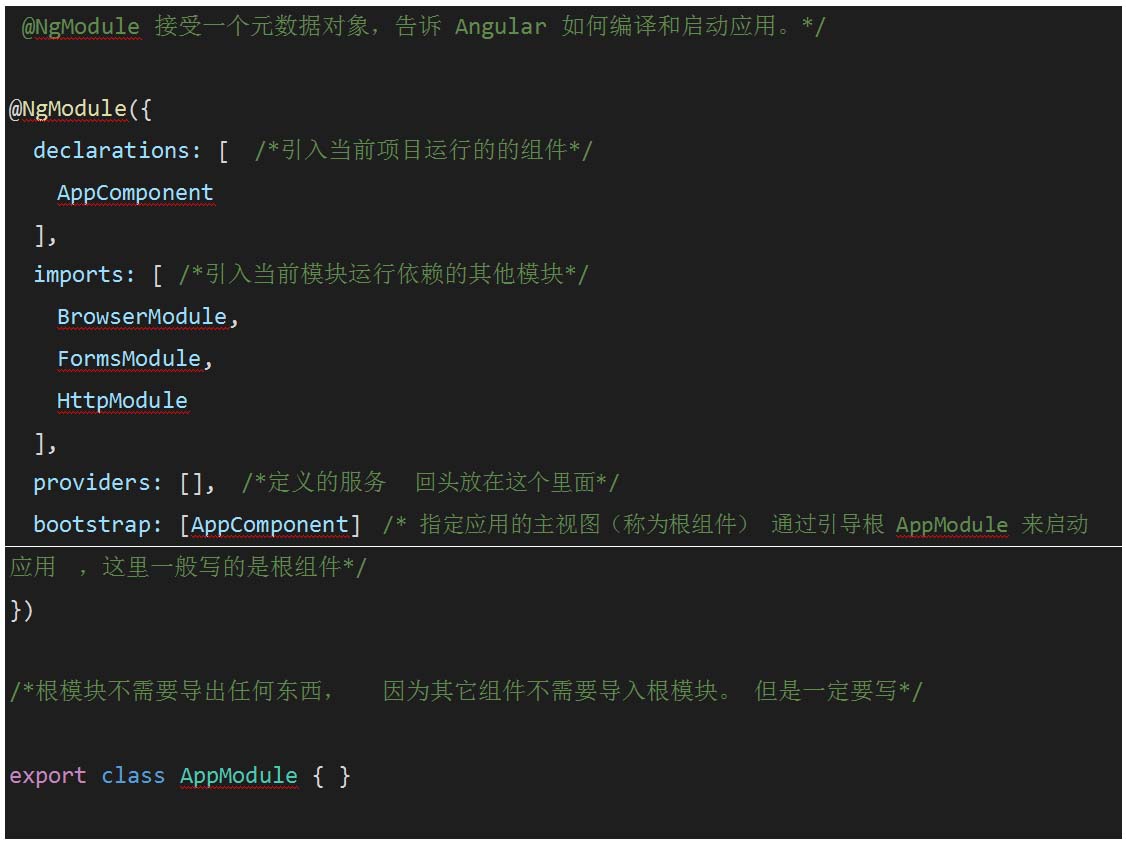 @NgModule 接受一个元数据对象，告诉 Angular 如何编译和启动应用。*/
@NgModule({
declarations: [ /*引入当前项目运行的的组件*/
AppComponent
],
imports: [ /*引入当前模块运行依赖的其他模块*/
BrowserModule,
FormsModule,
HttpModule
],
providers: [], /*定义的服务 回头放在这个里面*/
bootstrap: [AppComponent] /* 指定应用的主视图（称为根组件） 通过引导根 AppModule 来启动
应用 ，这里一般写的是根组件*/
})
/*根模块不需要导出任何东西， 因为其它组件不需要导入根模块。 但是一定要写*/
export class AppModule { }